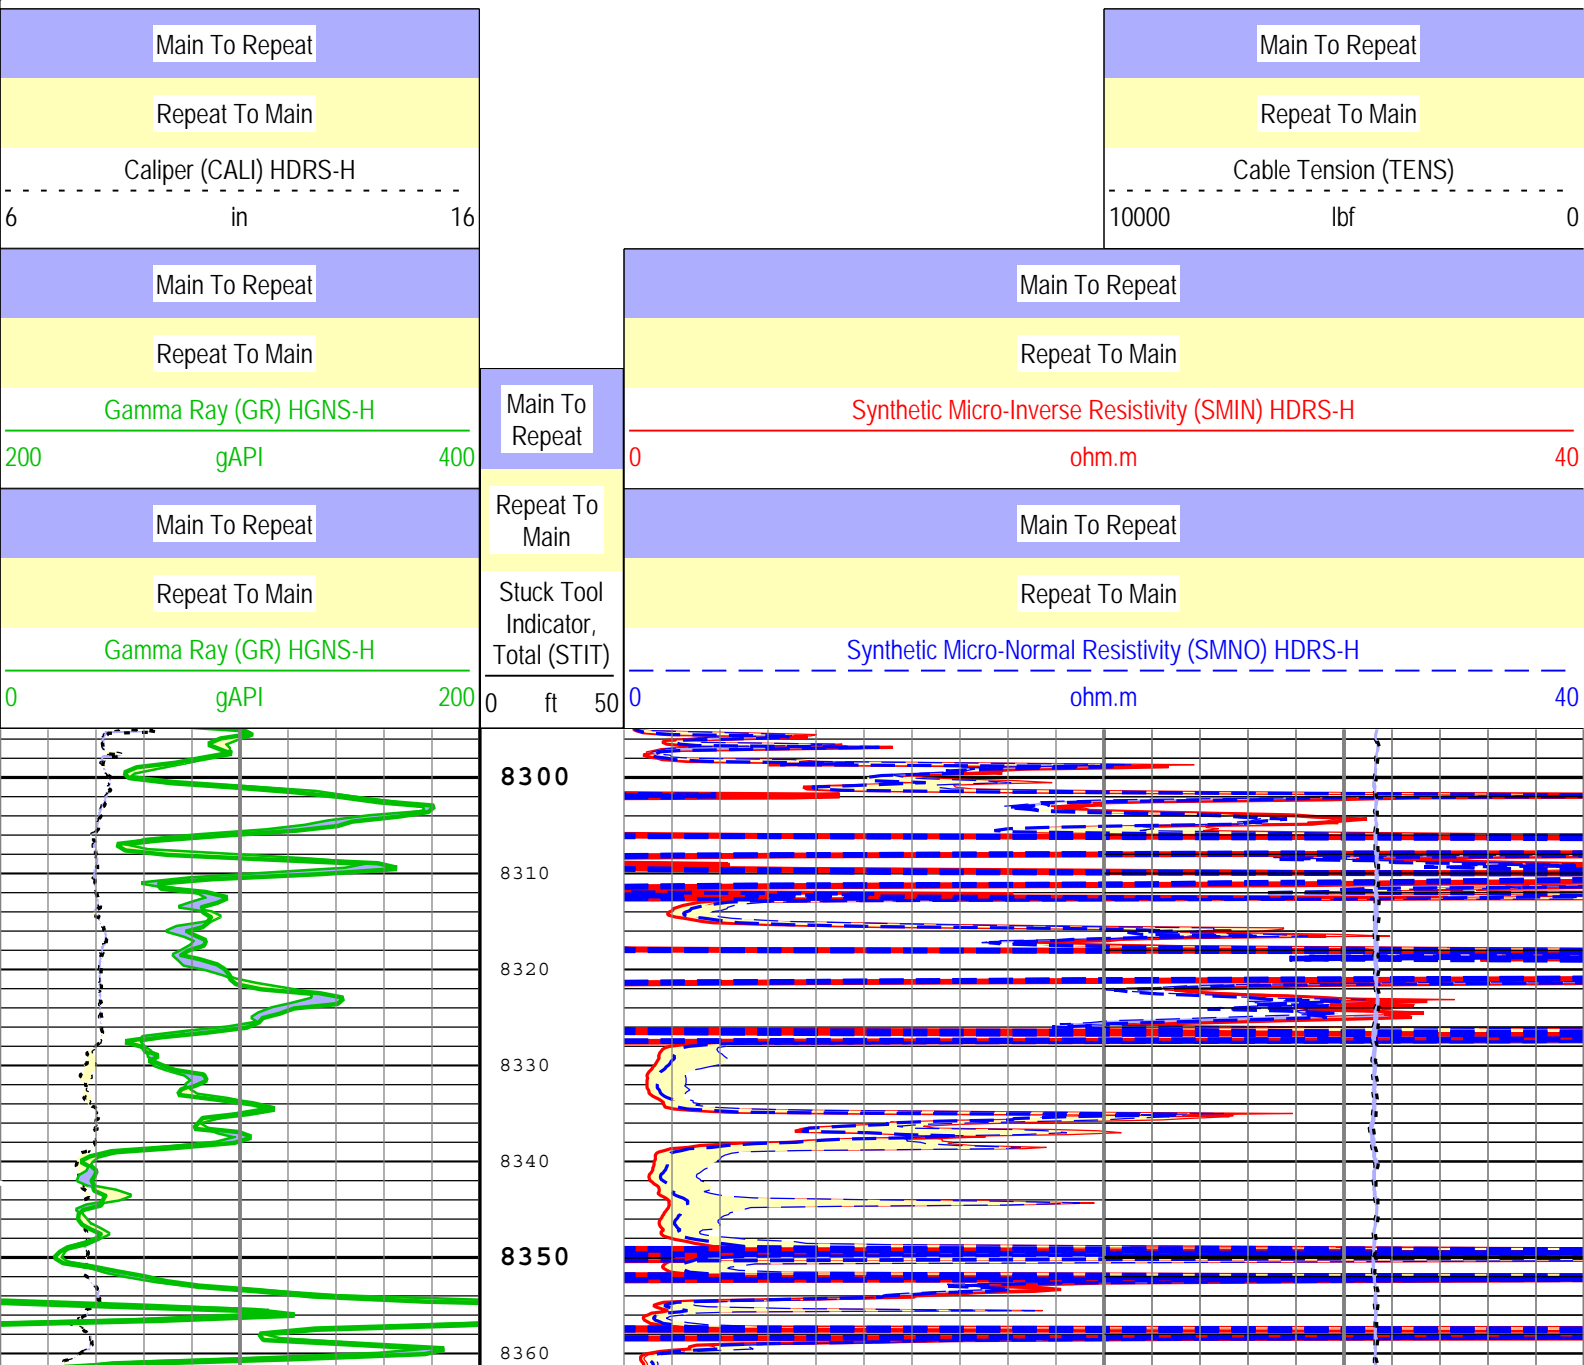 Main To Repeat
Repeat To Main
Caliper (CALI) HDRS-H
6 in 16
Main To Repeat
Repeat To Main
Cable Tension (TENS)
10000 lbf 0
Main To Repeat
Repeat To Main
Gamma Ray (GR) HGNS-H
200 gAPI 400
Main To Repeat
Repeat To Main
Synthetic Micro-Inverse Resistivity (SMIN) HDRS-H
0 ohm.m 40
Main To Repeat
Repeat To Main
Gamma Ray (GR) HGNS-H
0 gAPI 200
Main To
Repeat
Repeat To
Main
Stuck Tool
Indicator,
Total (STIT)
0 ft 50
Main To Repeat
Repeat To Main
Synthetic Micro-Normal Resistivity (SMNO) HDRS-H
0 ohm.m 40
8300
8310
8320
8330
8340
8350
8360